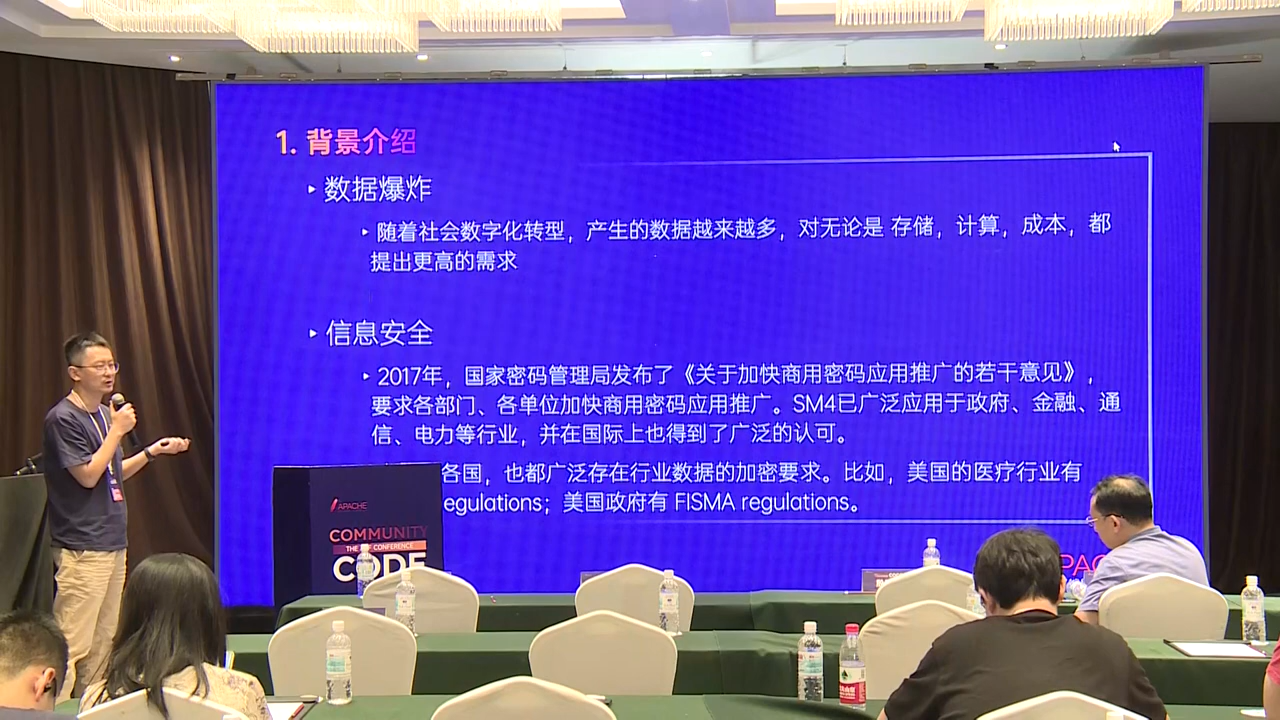 1. 背景介绍
数据爆炸
随着社会数字化转型，产生的数据越来越多，对无论是 存储，计算，成本，都
提出更高的需求
信息安全
2017年，国家密码管理局发布了《关于加快商用密码应用推广的若干意见》，
要求各部门、各单位加快商用密码应用推广。SM4已广泛应用于政府、金融、通
信、电力等行业，并在国际上也得到了广泛的认可。
各国，也都广泛存在行业数据的加密要求。比如，美国的医疗行业有
egulations；美国政府有 FISMA regulations。
APACHE
COMMUNITY
THE CONFERENCE
CODE